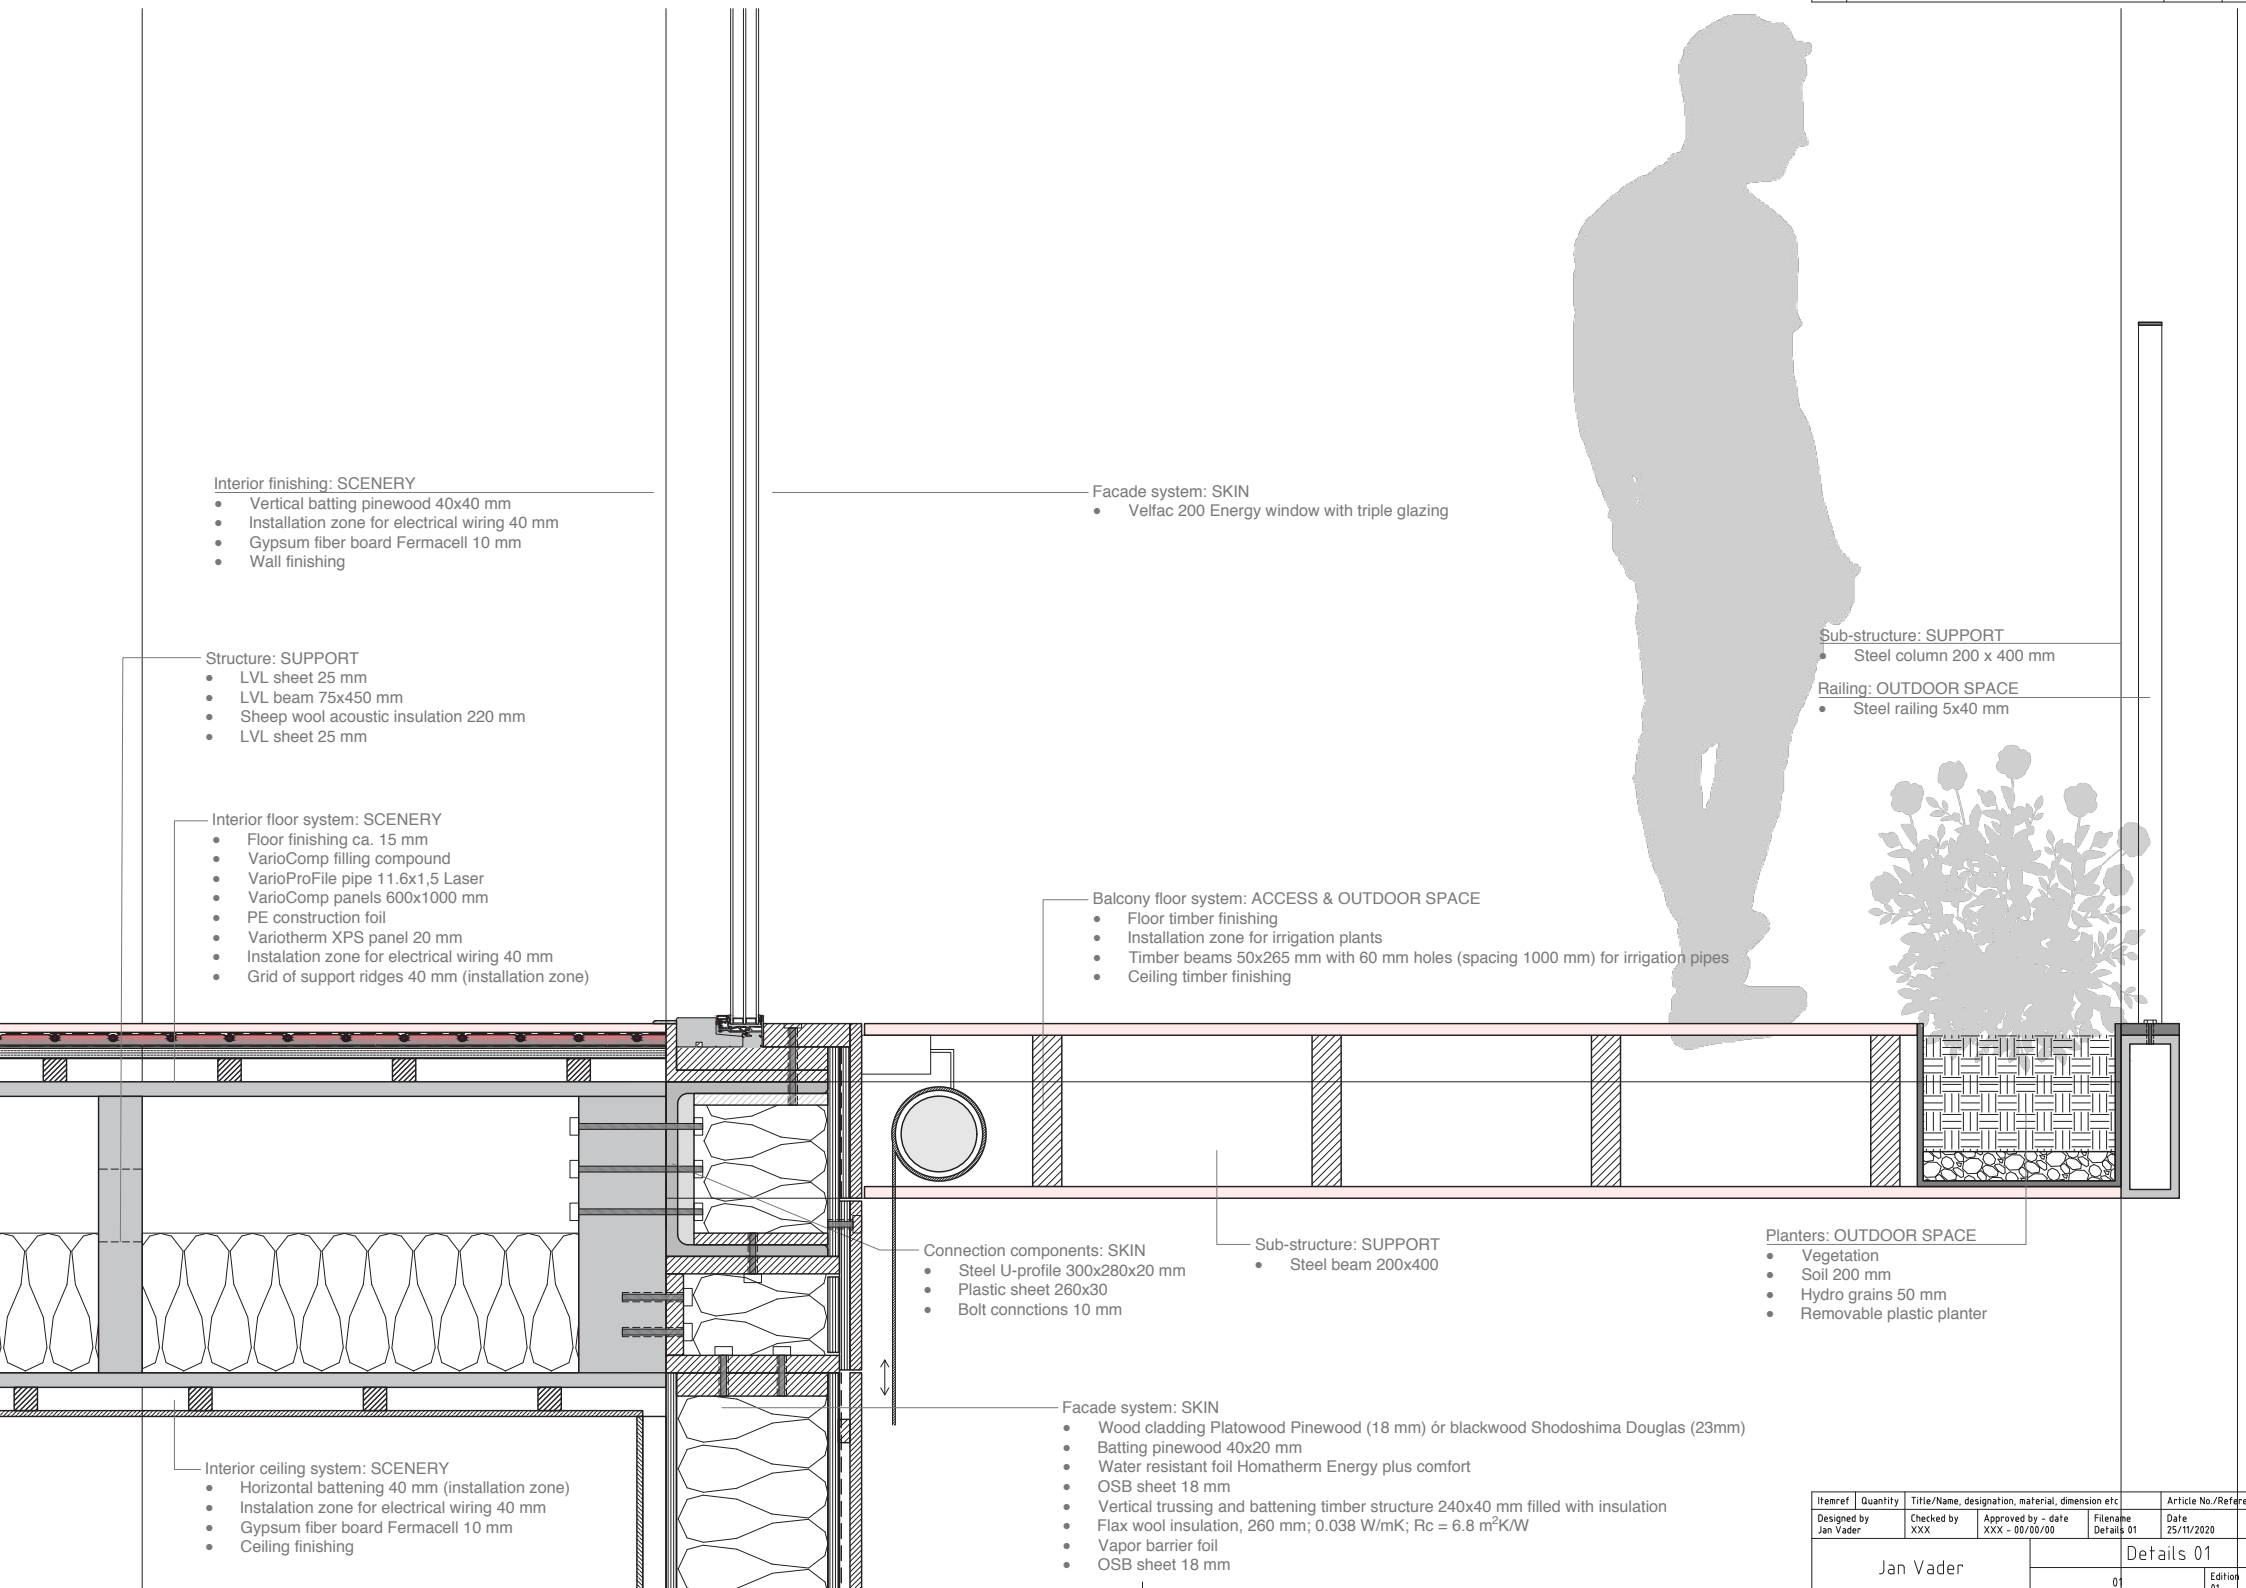 Interior finishing: SCENERY
• Vertical batting pinewood 40x40 mm
• Installation zone for electrical wiring 40 mm
• Gypsum fiber board Fermacell 10 mm
• Wall finishing
Facade system: SKIN
• Velfac 200 Energy window with triple glazing
Sub-structure: SUPPORT
• Steel column 200 x 400 mm
Railing: OUTDOOR SPACE
• Steel railing 5x40 mm
Structure: SUPPORT
• LVL sheet 25 mm
• LVL beam 75x450 mm
• Sheep wool acoustic insulation 220 mm
• LVL sheet 25 mm
Interior floor system: SCENERY
• Floor finishing ca. 15 mm
• VarioComp filling compound
• VarioProFile pipe 11.6x1,5 Laser
• VarioComp panels 600x1000 mm
• PE construction foil
• Variotherm XPS panel 20 mm
• Instalation zone for electrical wiring 40 mm
• Grid of support ridges 40 mm (installation zone)
Balcony floor system: ACCESS & OUTDOOR SPACE
• Floor timber finishing
• Installation zone for irrigation plants
• Timber beams 50x265 mm with 60 mm holes (spacing 1000 mm) for irrigation pipes
• Ceiling timber finishing
Connection components: SKIN
• Steel U-profile 300x280x20 mm
• Plastic sheet 260x30
• Bolt connctions 10 mm
Sub-structure: SUPPORT
• Steel beam 200x400
Planters: OUTDOOR SPACE
• Vegetation
• Soil 200 mm
• Hydro grains 50 mm
• Removable plastic planter
Facade system: SKIN
• Wood cladding Platowood Pinewood (18 mm) ór blackwood Shodoshima Douglas (23mm)
• Batting pinewood 40x20 mm
• Water resistant foil Homatherm Energy plus comfort
• OSB sheet 18 mm
• Vertical trussing and battening timber structure 240x40 mm filled with insulation
• Flax wool insulation, 260 mm; 0.038 W/mK; Rc = 6.8 m²K/W
• Vapor barrier foil
• OSB sheet 18 mm
Interior ceiling system: SCENERY
• Horizontal battening 40 mm (installation zone)
• Instalation zone for electrical wiring 40 mm
• Gypsum fiber board Fermacell 10 mm
• Ceiling finishing
Itemref Quantity Title/Name, designation, material, dimension etc Article No./Refere
Designed by Checked by Approved by - date Filename Date
Jan Vader XXX XXX - 00/00/00 Details 01 25/11/2020
Jan Vader Details 01
01 Edition